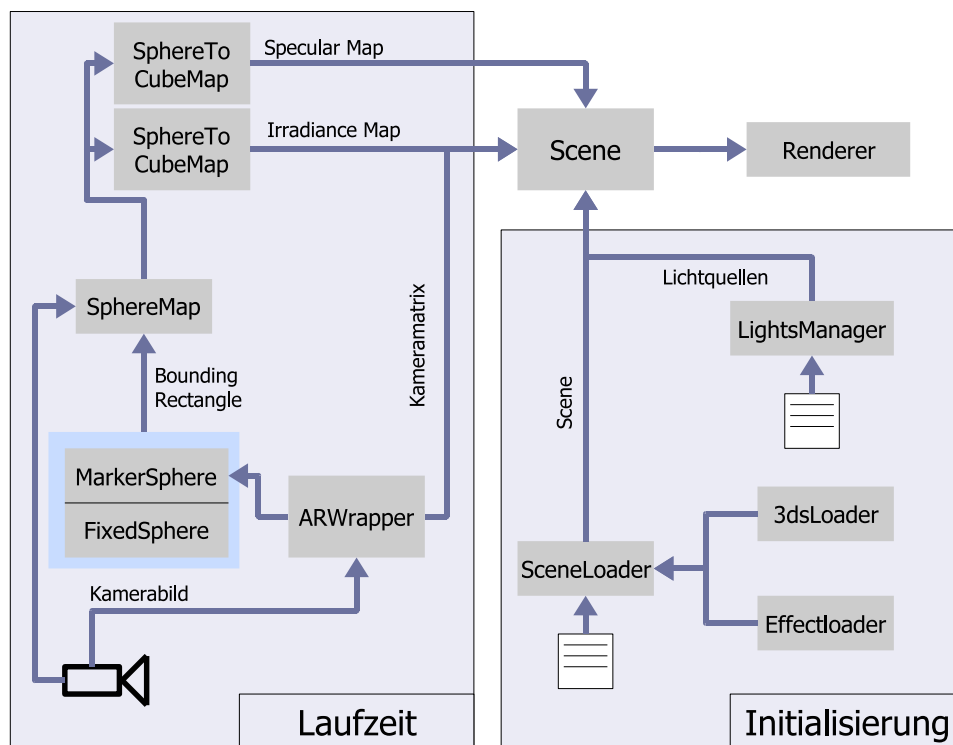 SphereTo
CubeMap
Specular Map
SphereTo
CubeMap
Irradiance Map
Scene
Renderer
SphereMap
Bounding
Rectangle
Kameramatrix
MarkerSphere
FixedSphere
ARWrapper
Kamerabild
Laufzeit
Lichtquellen
LightsManager
Scene
3dsLoader
SceneLoader
Effectloader
Initialisierung